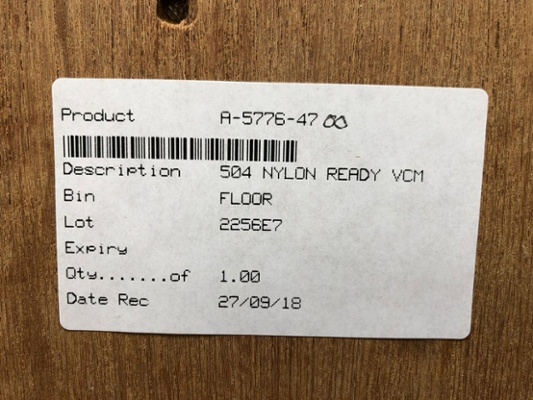 Product A-5776-47 00
Description 504 NYLON READY VCM
Bin FLOOR
Lot 2256E7
Expiry
Qty.......of 1.00
Date Rec 27/09/18